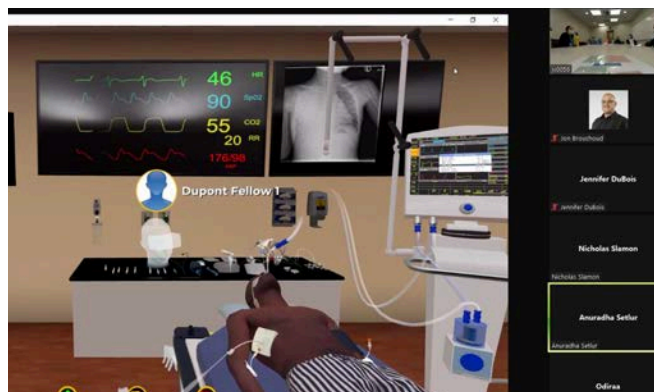 46 HR
90 SpO2
55 CO2
20 RR
176/98
Dupont Fellow 1
Jon Brouchoud
Jennifer DuBois
Jennifer DuBois
Nicholas Slamon
Nicholas Slamon
Anuradha Setlur
Anuradha Setlur
Odiraa